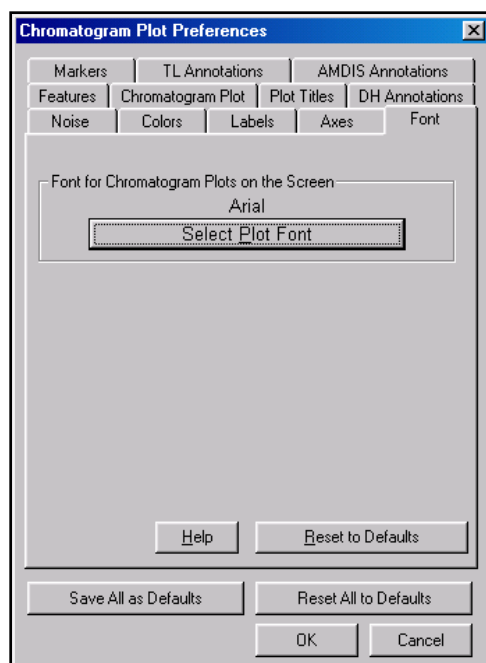 Chromatogram Plot Preferences
Markers TL Annotations AMDIS Annotations
Features Chromatogram Plot Plot Titles DH Annotations
Noise Colors Labels Axes Font
Font for Chromatogram Plots on the Screen
Arial
Select Plot Font
Help Reset to Defaults
Save All as Defaults Reset All to Defaults
OK Cancel